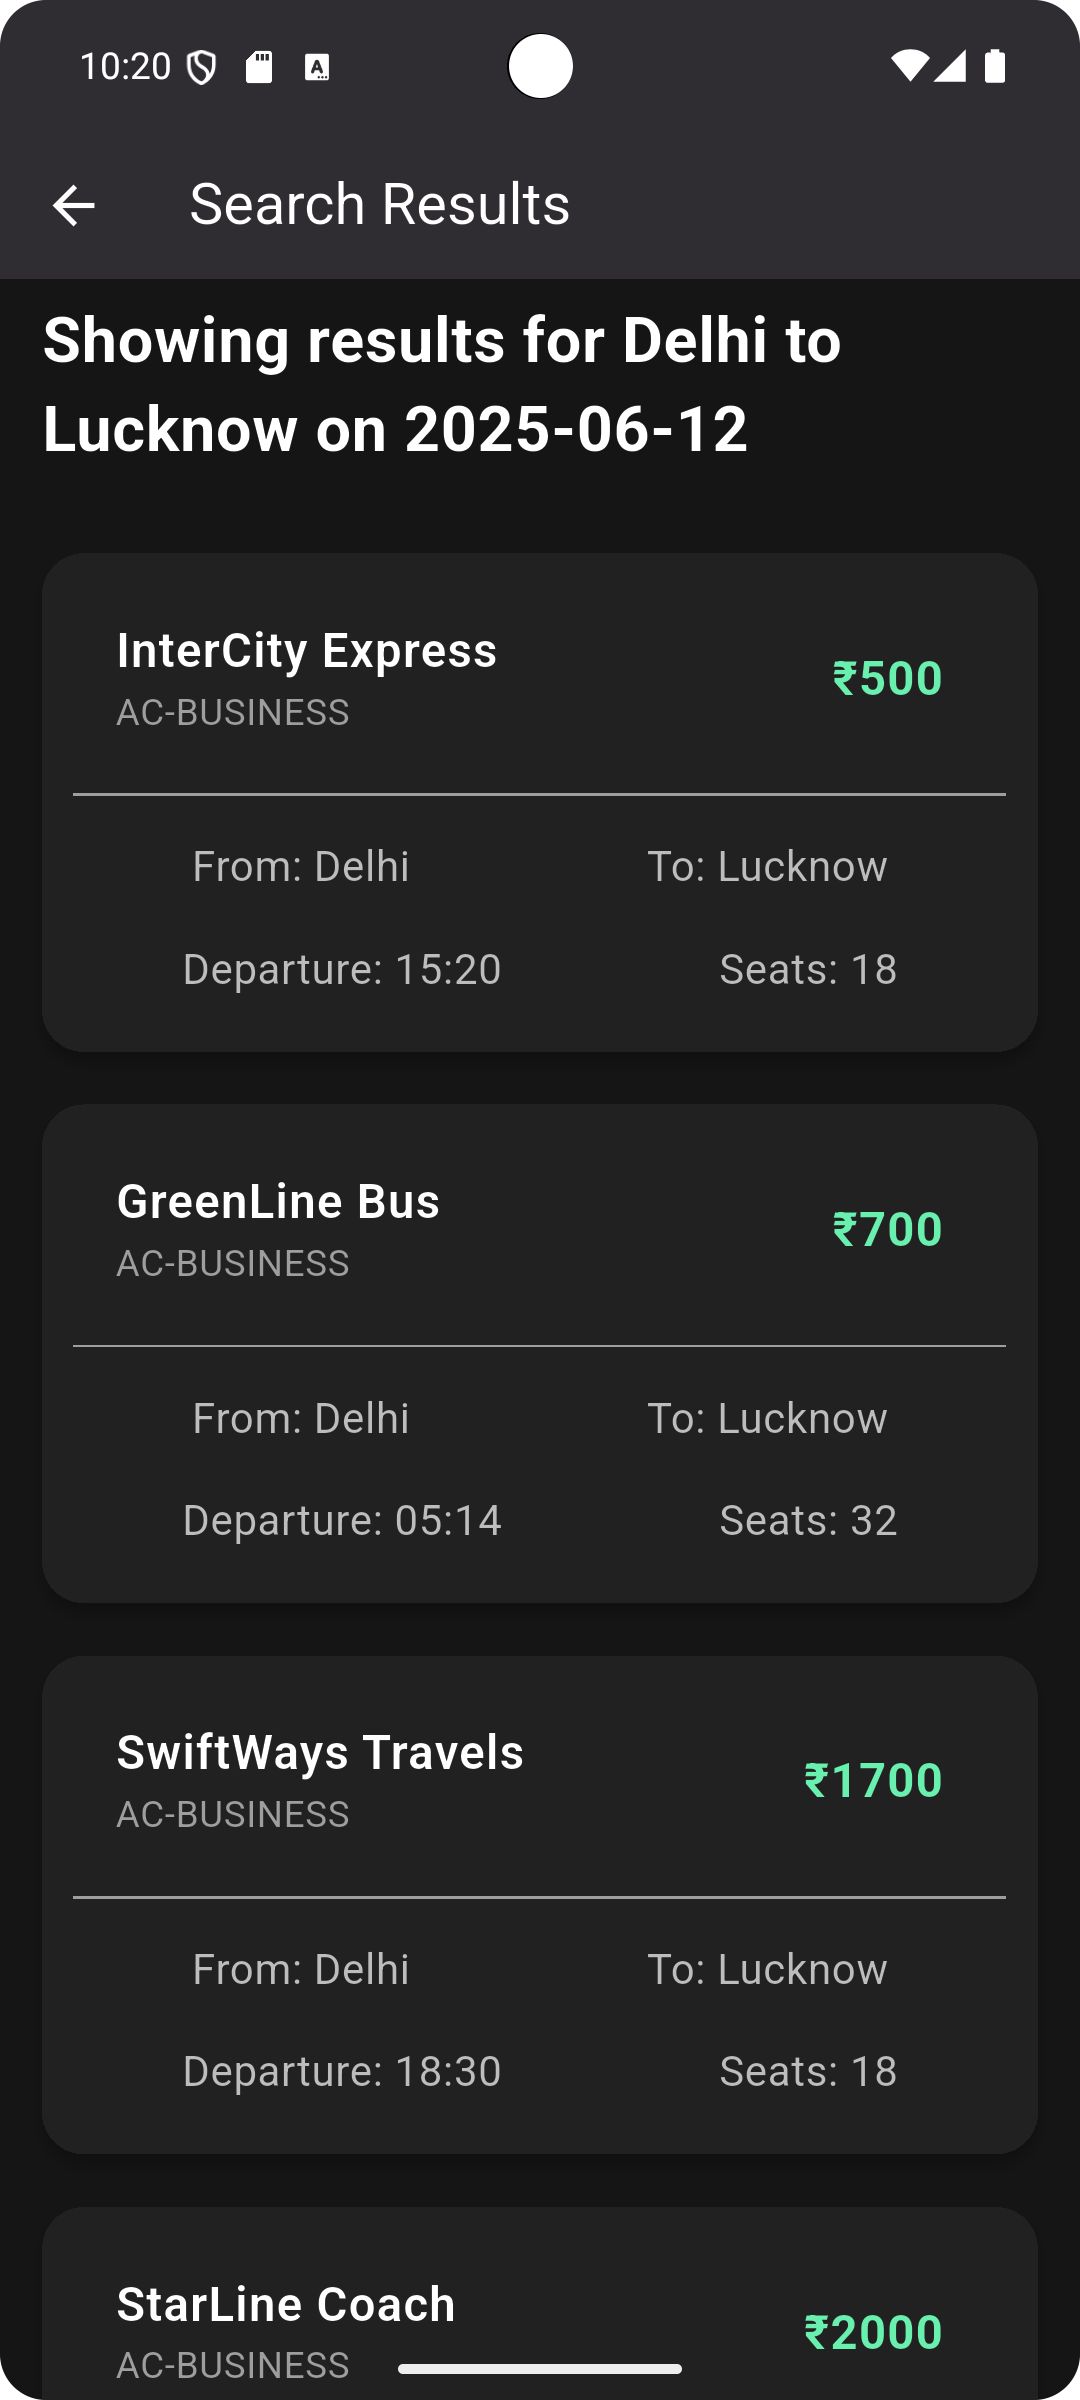 10:20
Search Results
Showing results for Delhi to
Lucknow on 2025-06-12
InterCity Express
AC-BUSINESS
₹500
From: Delhi
To: Lucknow
Departure: 15:20
Seats: 18
GreenLine Bus
AC-BUSINESS
₹700
From: Delhi
To: Lucknow
Departure: 05:14
Seats: 32
SwiftWays Travels
AC-BUSINESS
₹1700
From: Delhi
To: Lucknow
Departure: 18:30
Seats: 18
StarLine Coach
AC-BUSINESS
₹2000